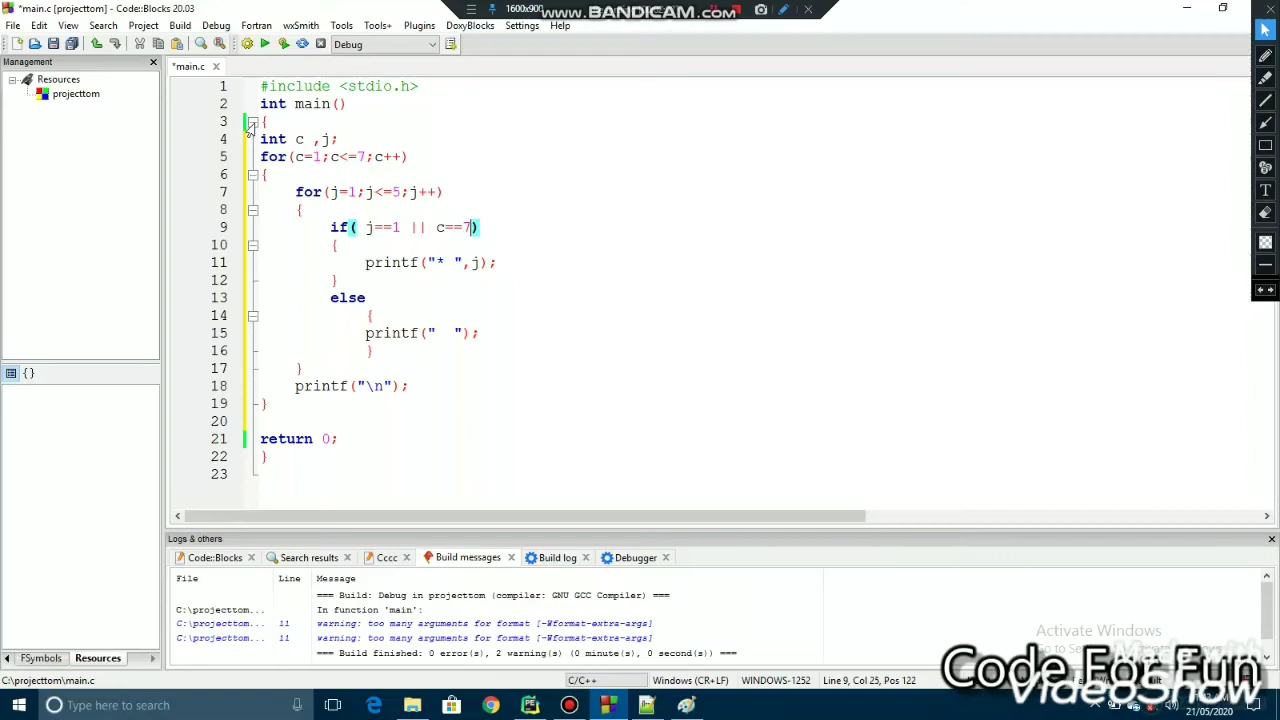 *main.c [projecttom] - Code::Blocks 20.03
1600x900
www.BANDICAM.com
File Edit View Search Project Build Debug Fortran wxSmith Tools Tools+ Plugins DoxyBlocks Settings Help
Debug
Management
Resources
projecttom
*main.c
1 #include <stdio.h>
2 int main()
3 {
4 int c ,j;
5 for(c=1;c<=7;c++)
6 {
7 for(j=1;j<=5;j++)
8 {
9 if( j==1 || c==7)
10 {
11 printf("* ",j);
12 }
13 else
14 {
15 printf("  ");
16 }
17 }
18 printf("\n");
19 }
20
21 return 0;
22 }
23
{}
Logs & others
Code::Blocks Search results Cccc Build messages Build log Debugger
File Line Message
=== Build: Debug in projecttom (compiler: GNU GCC Compiler) ===
C:\projecttom... In function 'main':
C:\projecttom... 11 warning: too many arguments for format [-Wformat-extra-args]
C:\projecttom... 11 warning: too many arguments for format [-Wformat-extra-args]
=== Build finished: 0 error(s), 2 warning(s) (0 minute(s), 0 second(s)) ===
FSymbols Resources
Activate Windows
Code For Fun
VideoShow
C:\projecttom\main.c C/C++ Windows (CR+LF) WINDOWS-1252 Line 9, Col 25, Pos 122
Type here to search
21/05/2020